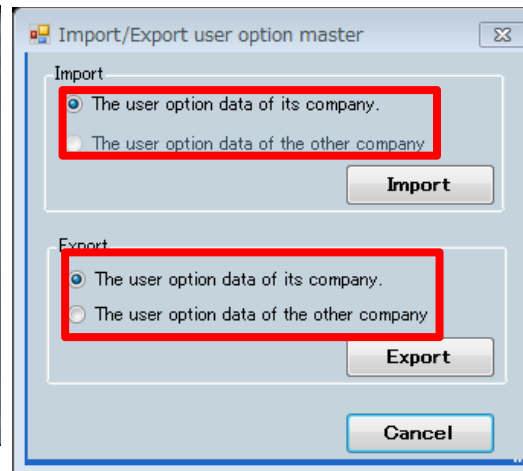 Import/Export user option master
Import
The user option data of its company.
The user option data of the other company
Import
Export
The user option data of its company.
The user option data of the other company
Export
Cancel